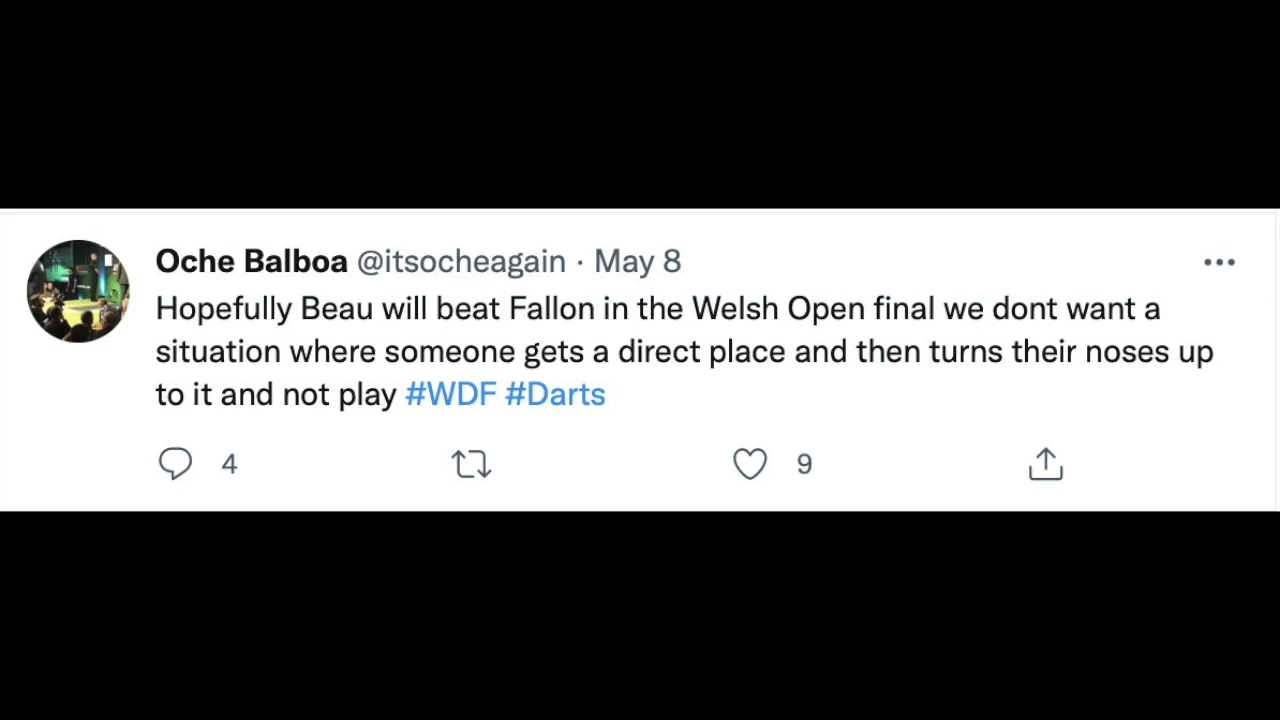 Oche Balboa @itsocheagain · May 8
Hopefully Beau will beat Fallon in the Welsh Open final we dont want a
situation where someone gets a direct place and then turns their noses up
to it and not play #WDF #Darts
4 9